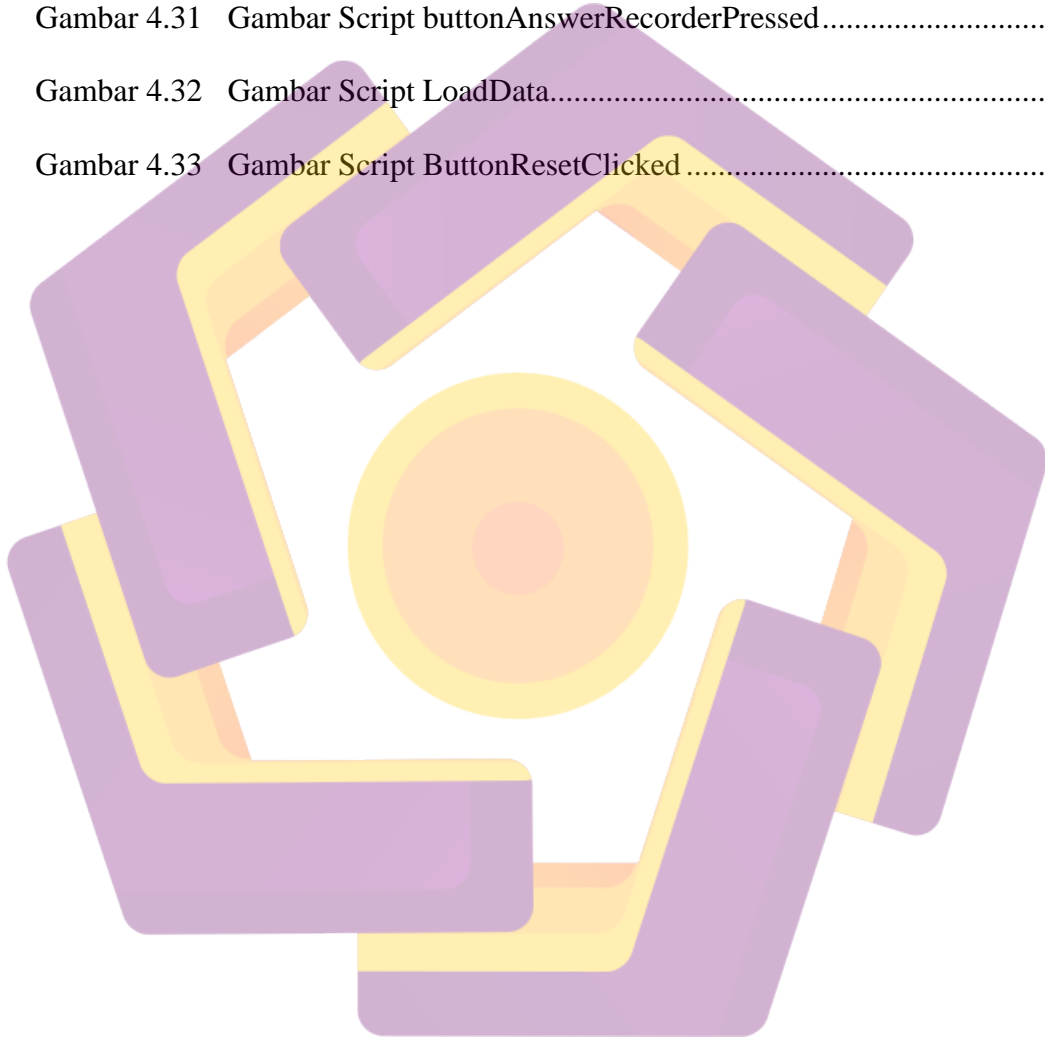 Gambar 4.31 Gambar Script buttonAnswerRecorderPressed............................
Gambar 4.32 Gambar Script LoadData..............................................................
Gambar 4.33 Gambar Script ButtonResetClicked.............................................